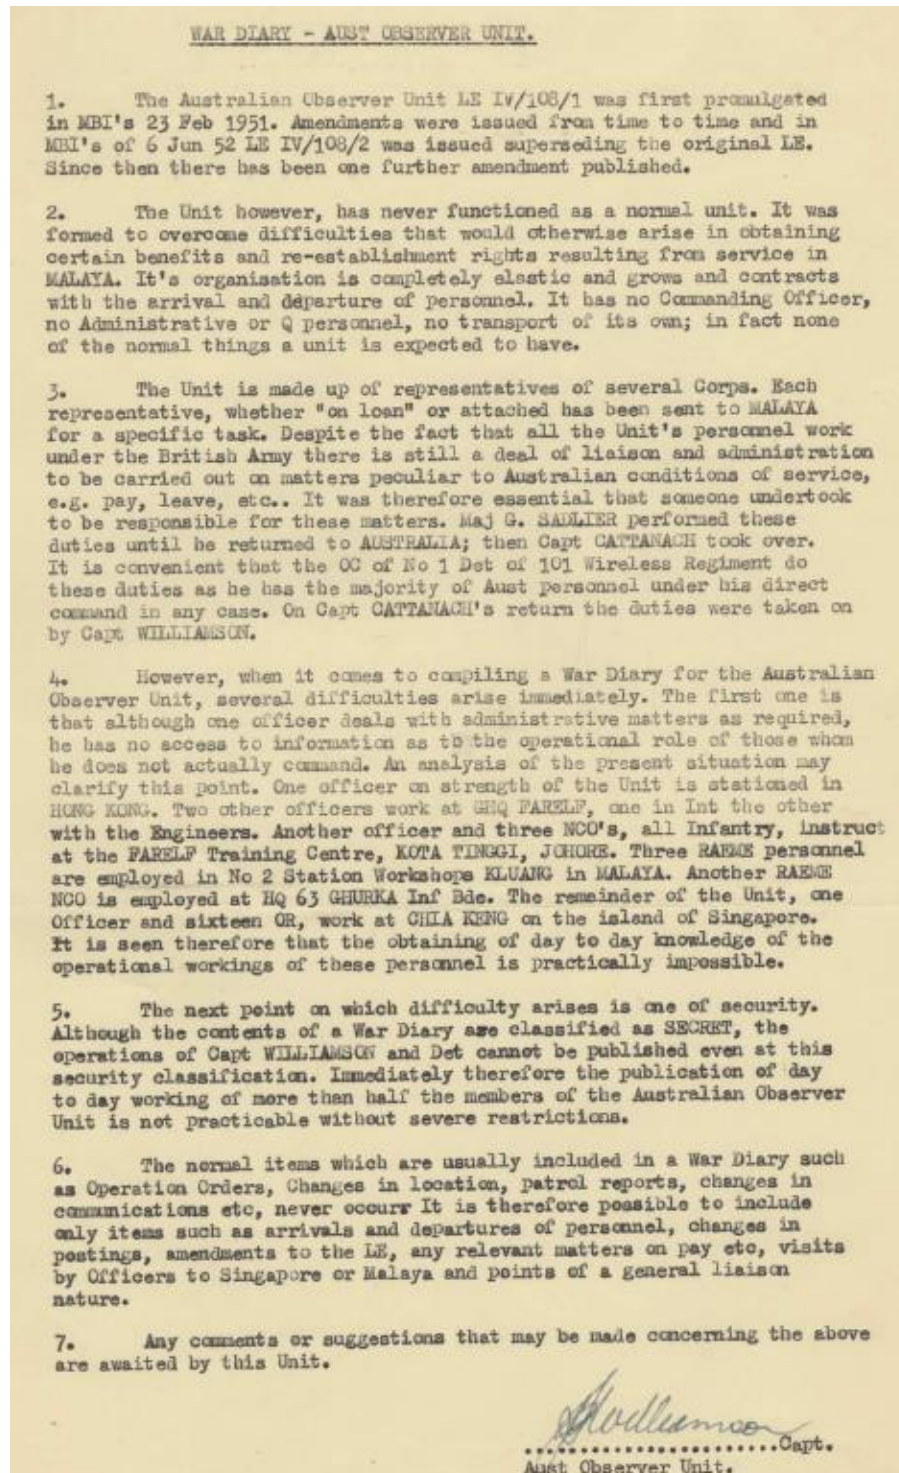 WAR DIARY - AUST OBSERVER UNIT.
1. The Australian Observer Unit LE IV/108/1 was first promulgated
in MBI's 23 Feb 1951. Amendments were issued from time to time and in
MBI's of 6 Jun 52 LE IV/108/2 was issued superseding the original LE.
Since then there has been one further amendment published.
2. The Unit however, has never functioned as a normal unit. It was
formed to overcome difficulties that would otherwise arise in obtaining
certain benefits and re-establishment rights resulting from service in
MALAYA. It's organisation is completely elastic and grows and contracts
with the arrival and departure of personnel. It has no Commanding Officer,
no Administrative or Q personnel, no transport of its own; in fact none
of the normal things a unit is expected to have.
3. The Unit is made up of representatives of several Corps. Each
representative, whether "on loan" or attached has been sent to MALAYA
for a specific task. Despite the fact that all the Unit's personnel work
under the British Army there is still a deal of liaison and administration
to be carried out on matters peculiar to Australian conditions of service,
e.g. pay, leave, etc.. It was therefore essential that someone undertook
to be responsible for these matters. Maj G. SADLIER performed these
duties until he returned to AUSTRALIA; then Capt CATTANACH took over.
It is convenient that the OC of No 1 Det of 101 Wireless Regiment do
these duties as he has the majority of Aust personnel under his direct
command in any case. On Capt CATTANACH's return the duties were taken on
by Capt WILLIAMSON.
4. However, when it comes to compiling a War Diary for the Australian
Observer Unit, several difficulties arise immediately. The first one is
that although one officer deals with administrative matters as required,
he has no access to information as to the operational role of those whom
he does not actually command. An analysis of the present situation may
clarify this point. One officer on strength of the Unit is stationed in
HONG KONG. Two other officers work at GHQ FARELF, one in Int the other
with the Engineers. Another officer and three NCO's, all Infantry, instruct
at the FARELF Training Centre, KOTA TINGGI, JOHORE. Three RAEME personnel
are employed in No 2 Station Workshops KLUANG in MALAYA. Another RAEME
NCO is employed at HQ 63 GHURKA Inf Bde. The remainder of the Unit, one
Officer and sixteen OR, work at CHIA KENG on the island of Singapore.
It is seen therefore that the obtaining of day to day knowledge of the
operational workings of these personnel is practically impossible.
5. The next point on which difficulty arises is one of security.
Although the contents of a War Diary are classified as SECRET, the
operations of Capt WILLIAMSON and Det cannot be published even at this
security classification. Immediately therefore the publication of day
to day working of more than half the members of the Australian Observer
Unit is not practicable without severe restrictions.
6. The normal items which are usually included in a War Diary such
as Operation Orders, Changes in location, patrol reports, changes in
communications etc, never occurr It is therefore possible to include
only items such as arrivals and departures of personnel, changes in
postings, amendments to the LE, any relevant matters on pay etc, visits
by Officers to Singapore or Malaya and points of a general liaison
nature.
7. Any comments or suggestions that may be made concerning the above
are awaited by this Unit.
Williamson
........................Capt.
Aust Observer Unit.